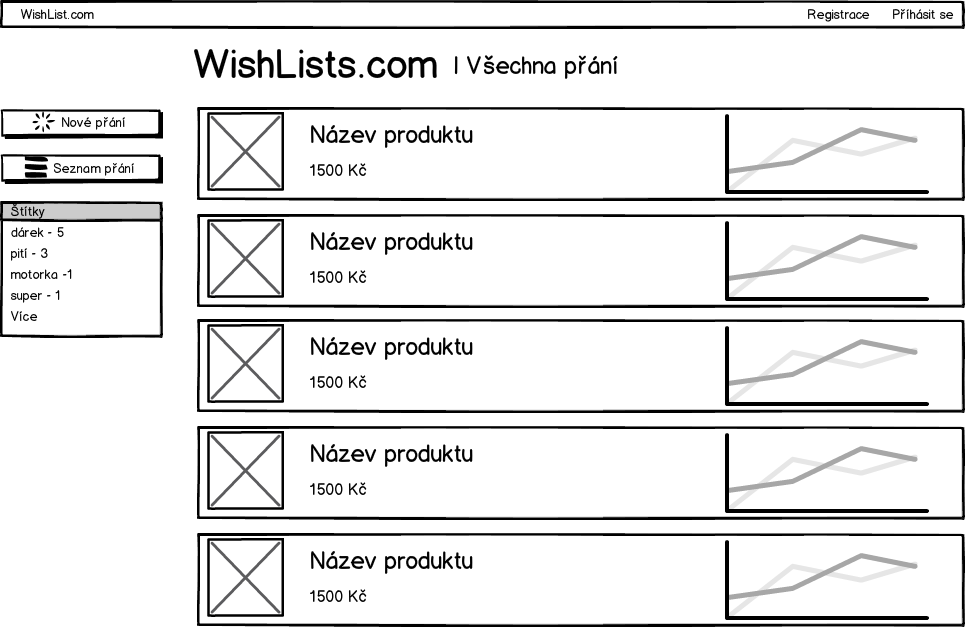 WishList.com Registrace Příhásit se
WishLists.com | Všechna přání
Nové přání
Seznam přání
Štítky
dárek - 5
pití - 3
motorka -1
super - 1
Více
Název produktu
1500 Kč
Název produktu
1500 Kč
Název produktu
1500 Kč
Název produktu
1500 Kč
Název produktu
1500 Kč